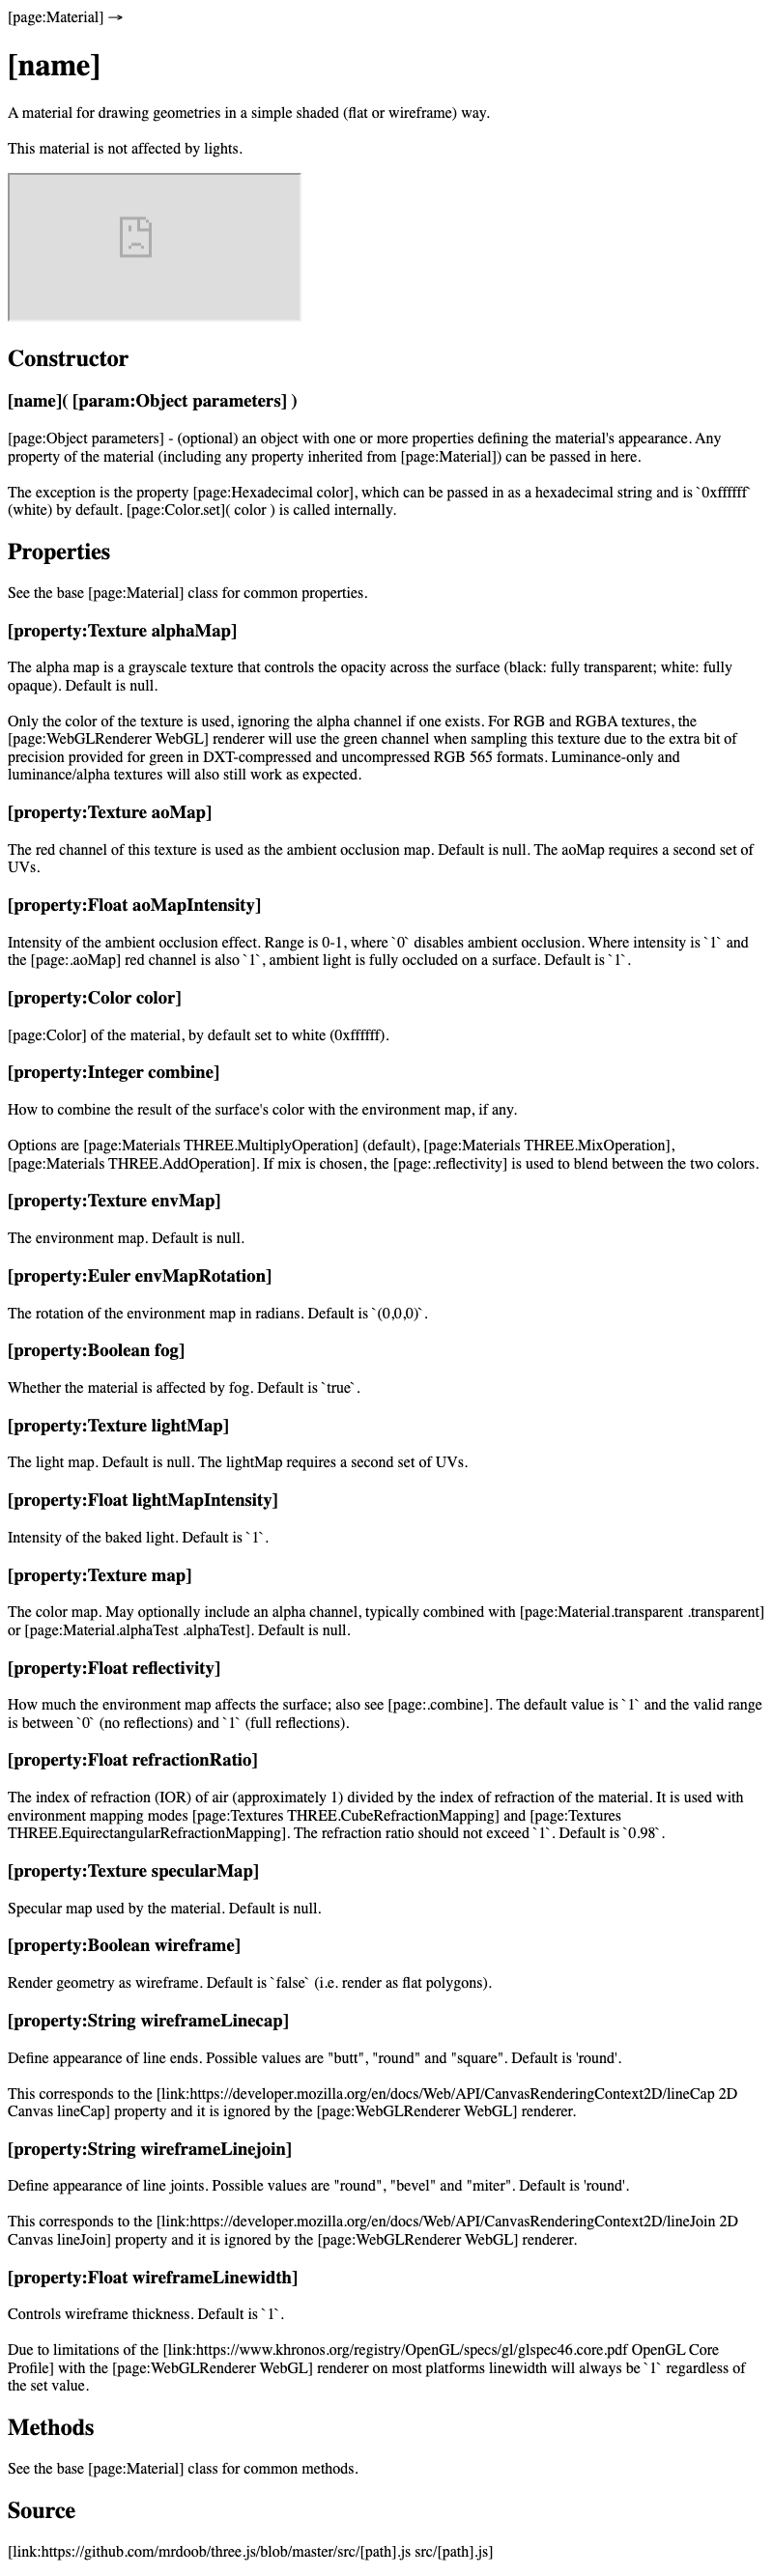 [page:Material] →
[name]
A material for drawing geometries in a simple shaded (flat or wireframe) way.
This material is not affected by lights.
Constructor
[name]( [param:Object parameters] )
[page:Object parameters] - (optional) an object with one or more properties defining the material's appearance. Any
property of the material (including any property inherited from [page:Material]) can be passed in here.
The exception is the property [page:Hexadecimal color], which can be passed in as a hexadecimal string and is `0xffffff`
(white) by default. [page:Color.set]( color ) is called internally.
Properties
See the base [page:Material] class for common properties.
[property:Texture alphaMap]
The alpha map is a grayscale texture that controls the opacity across the surface (black: fully transparent; white: fully
opaque). Default is null.
Only the color of the texture is used, ignoring the alpha channel if one exists. For RGB and RGBA textures, the
[page:WebGLRenderer WebGL] renderer will use the green channel when sampling this texture due to the extra bit of
precision provided for green in DXT-compressed and uncompressed RGB 565 formats. Luminance-only and
luminance/alpha textures will also still work as expected.
[property:Texture aoMap]
The red channel of this texture is used as the ambient occlusion map. Default is null. The aoMap requires a second set of
UVs.
[property:Float aoMapIntensity]
Intensity of the ambient occlusion effect. Range is 0-1, where `0` disables ambient occlusion. Where intensity is `1` and
the [page:.aoMap] red channel is also `1`, ambient light is fully occluded on a surface. Default is `1`.
[property:Color color]
[page:Color] of the material, by default set to white (0xffffff).
[property:Integer combine]
How to combine the result of the surface's color with the environment map, if any.
Options are [page:Materials THREE.MultiplyOperation] (default), [page:Materials THREE.MixOperation],
[page:Materials THREE.AddOperation]. If mix is chosen, the [page:.reflectivity] is used to blend between the two colors.
[property:Texture envMap]
The environment map. Default is null.
[property:Euler envMapRotation]
The rotation of the environment map in radians. Default is `(0,0,0)`.
[property:Boolean fog]
Whether the material is affected by fog. Default is `true`.
[property:Texture lightMap]
The light map. Default is null. The lightMap requires a second set of UVs.
[property:Float lightMapIntensity]
Intensity of the baked light. Default is `1`.
[property:Texture map]
The color map. May optionally include an alpha channel, typically combined with [page:Material.transparent .transparent]
or [page:Material.alphaTest .alphaTest]. Default is null.
[property:Float reflectivity]
How much the environment map affects the surface; also see [page:.combine]. The default value is `1` and the valid range
is between `0` (no reflections) and `1` (full reflections).
[property:Float refractionRatio]
The index of refraction (IOR) of air (approximately 1) divided by the index of refraction of the material. It is used with
environment mapping modes [page:Textures THREE.CubeRefractionMapping] and [page:Textures
THREE.EquirectangularRefractionMapping]. The refraction ratio should not exceed `1`. Default is `0.98`.
[property:Texture specularMap]
Specular map used by the material. Default is null.
[property:Boolean wireframe]
Render geometry as wireframe. Default is `false` (i.e. render as flat polygons).
[property:String wireframeLinecap]
Define appearance of line ends. Possible values are "butt", "round" and "square". Default is 'round'.
This corresponds to the [link:https://developer.mozilla.org/en/docs/Web/API/CanvasRenderingContext2D/lineCap 2D
Canvas lineCap] property and it is ignored by the [page:WebGLRenderer WebGL] renderer.
[property:String wireframeLinejoin]
Define appearance of line joints. Possible values are "round", "bevel" and "miter". Default is 'round'.
This corresponds to the [link:https://developer.mozilla.org/en/docs/Web/API/CanvasRenderingContext2D/lineJoin 2D
Canvas lineJoin] property and it is ignored by the [page:WebGLRenderer WebGL] renderer.
[property:Float wireframeLinewidth]
Controls wireframe thickness. Default is `1`.
Due to limitations of the [link:https://www.khronos.org/registry/OpenGL/specs/gl/glspec46.core.pdf OpenGL Core
Profile] with the [page:WebGLRenderer WebGL] renderer on most platforms linewidth will always be `1` regardless of
the set value.
Methods
See the base [page:Material] class for common methods.
Source
[link:https://github.com/mrdoob/three.js/blob/master/src/[path].js src/[path].js]